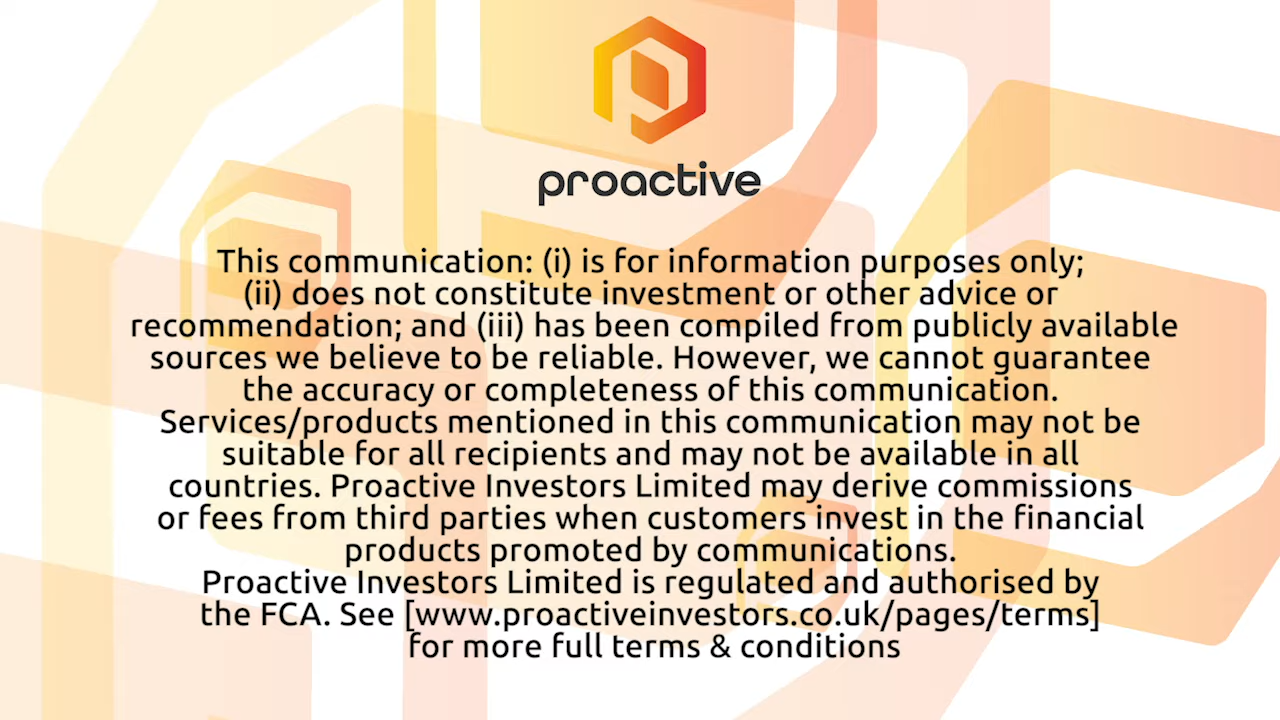 proactive
This communication: (i) is for information purposes only;
(ii) does not constitute investment or other advice or
recommendation; and (iii) has been compiled from publicly available
sources we believe to be reliable. However, we cannot guarantee
the accuracy or completeness of this communication.
Services/products mentioned in this communication may not be
suitable for all recipients and may not be available in all
countries. Proactive Investors Limited may derive commissions
or fees from third parties when customers invest in the financial
products promoted by communications.
Proactive Investors Limited is regulated and authorised by
the FCA. See [www.proactiveinvestors.co.uk/pages/terms]
for more full terms & conditions